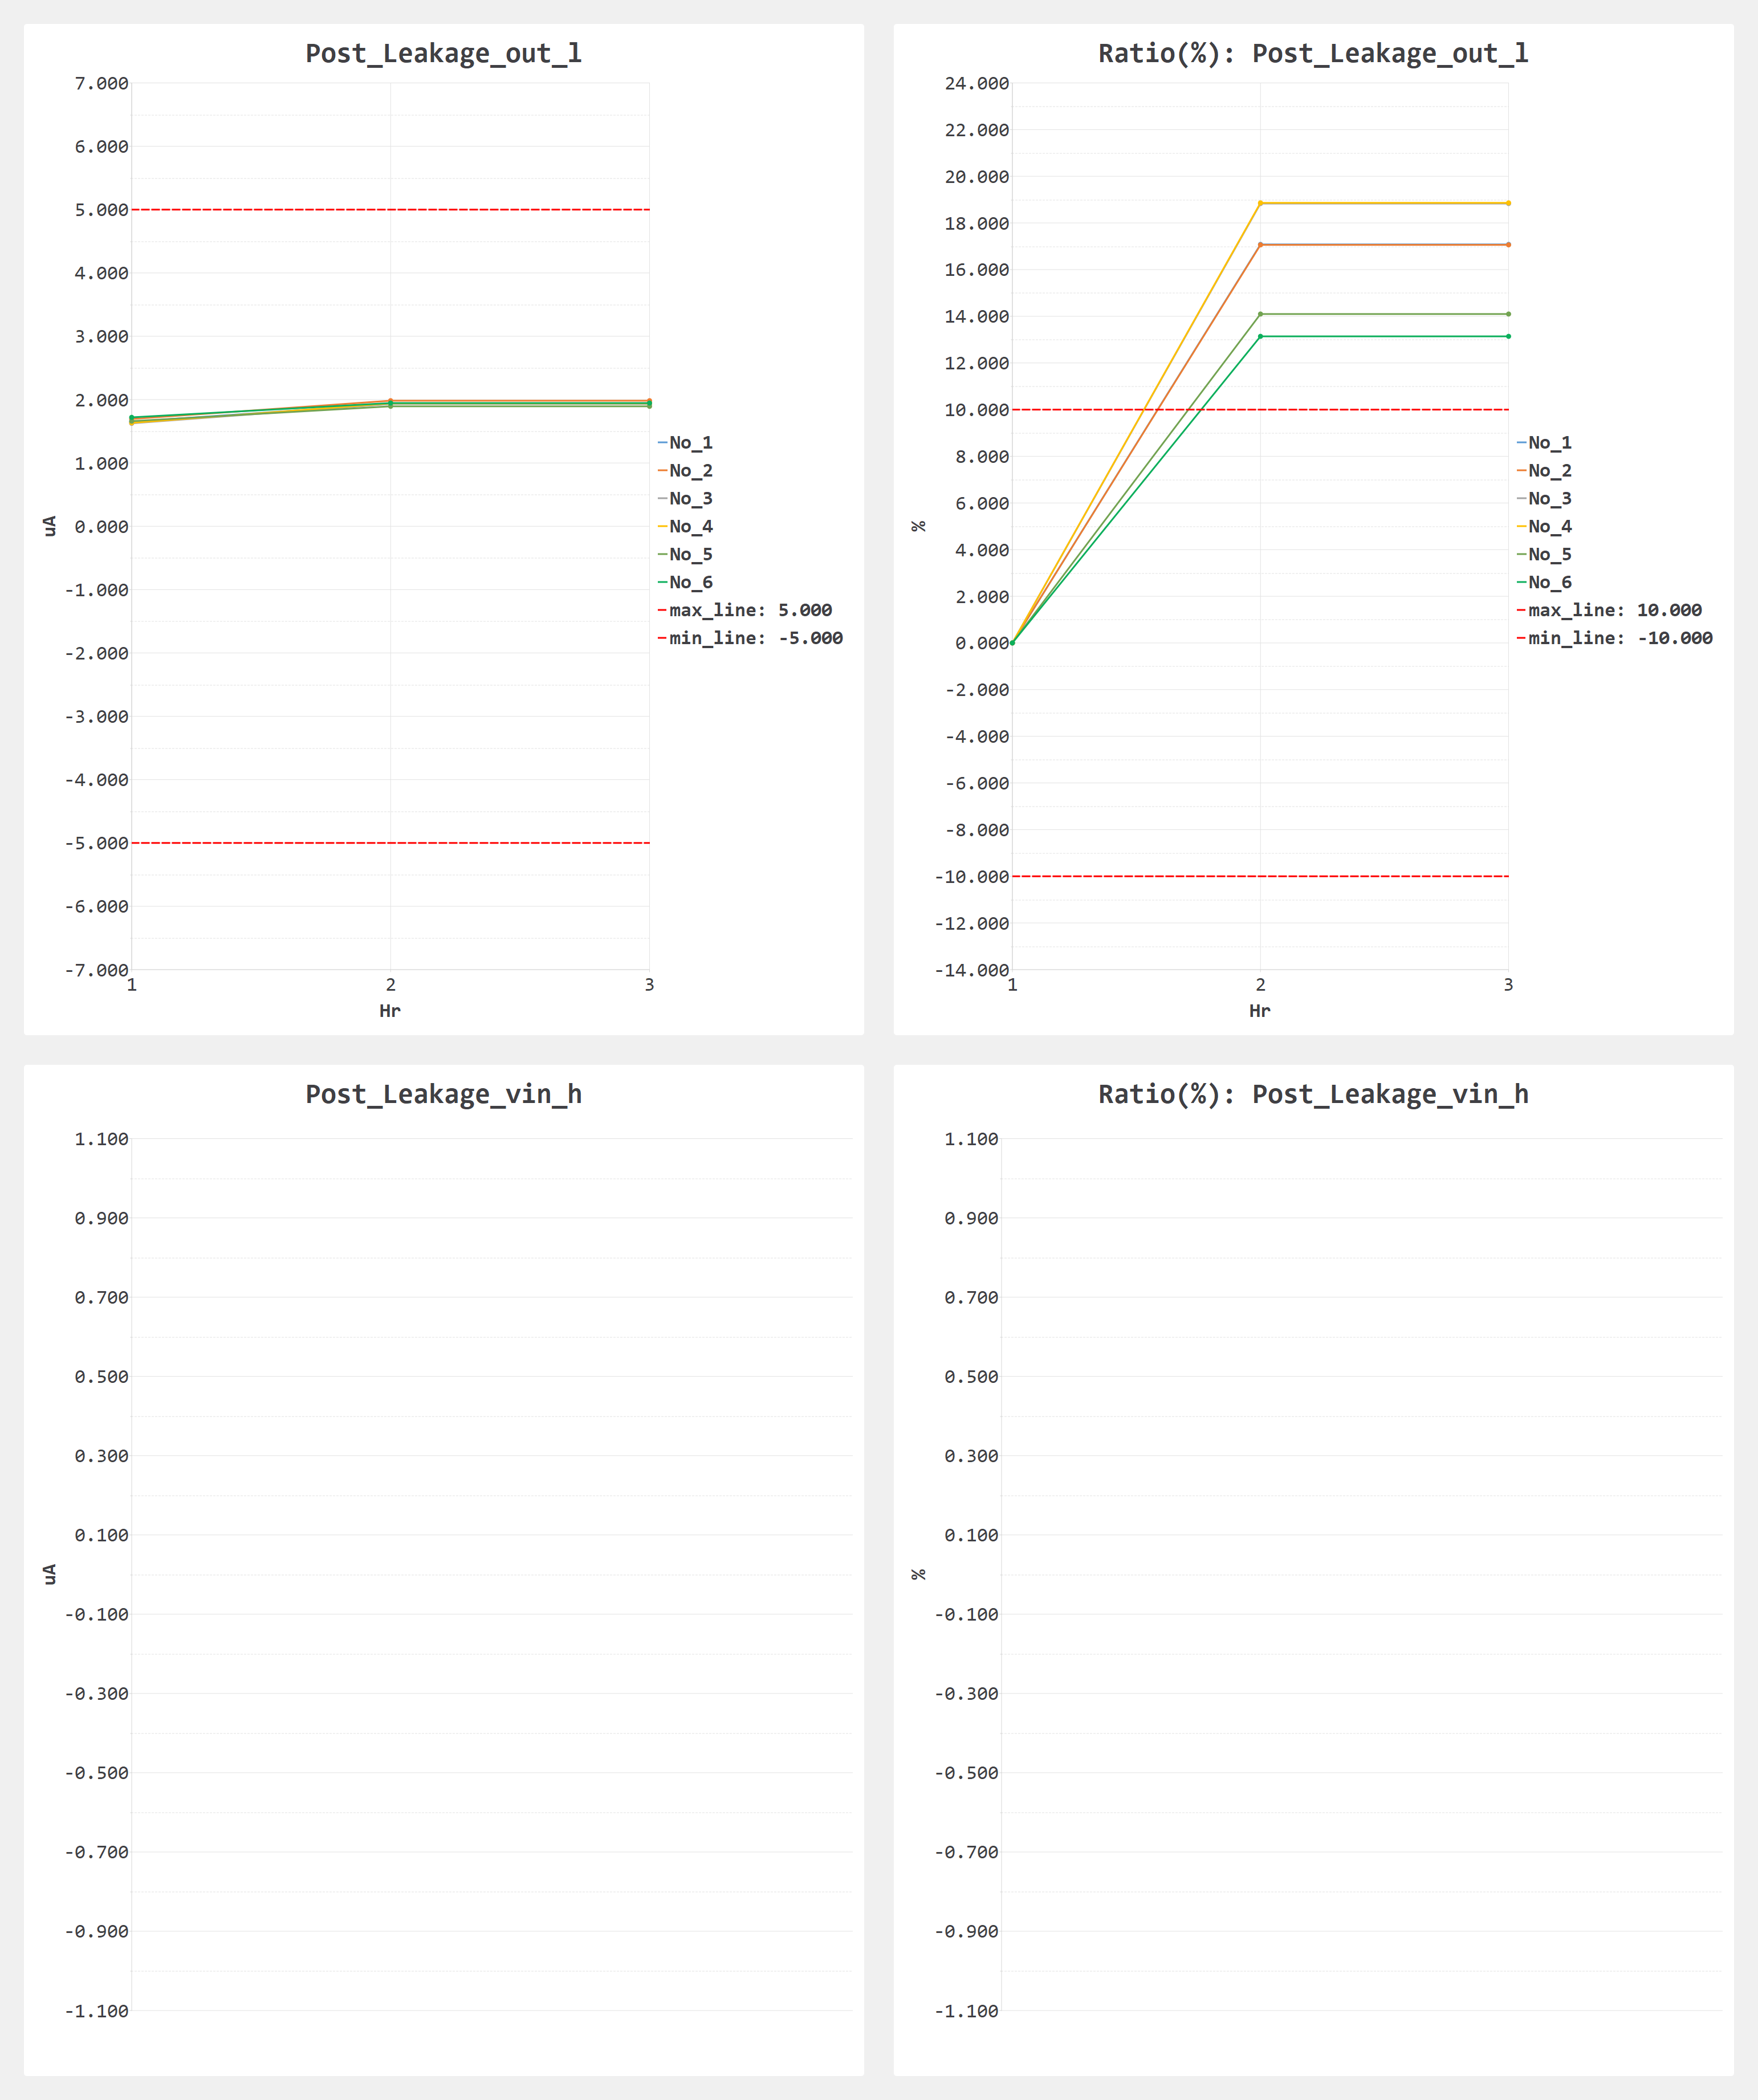 Post_Leakage_out_l
7.000
6.000
5.000
4.000
3.000
2.000
1.000
0.000
-1.000
-2.000
-3.000
-4.000
-5.000
-6.000
-7.000
uA
1 2 3
Hr
No_1
No_2
No_3
No_4
No_5
No_6
max_line: 5.000
min_line: -5.000
Ratio(%): Post_Leakage_out_l
24.000
22.000
20.000
18.000
16.000
14.000
12.000
10.000
8.000
6.000
4.000
2.000
0.000
-2.000
-4.000
-6.000
-8.000
-10.000
-12.000
-14.000
%
1 2 3
Hr
No_1
No_2
No_3
No_4
No_5
No_6
max_line: 10.000
min_line: -10.000
Post_Leakage_vin_h
1.100
0.900
0.700
0.500
0.300
0.100
-0.100
-0.300
-0.500
-0.700
-0.900
-1.100
uA
Ratio(%): Post_Leakage_vin_h
1.100
0.900
0.700
0.500
0.300
0.100
-0.100
-0.300
-0.500
-0.700
-0.900
-1.100
%